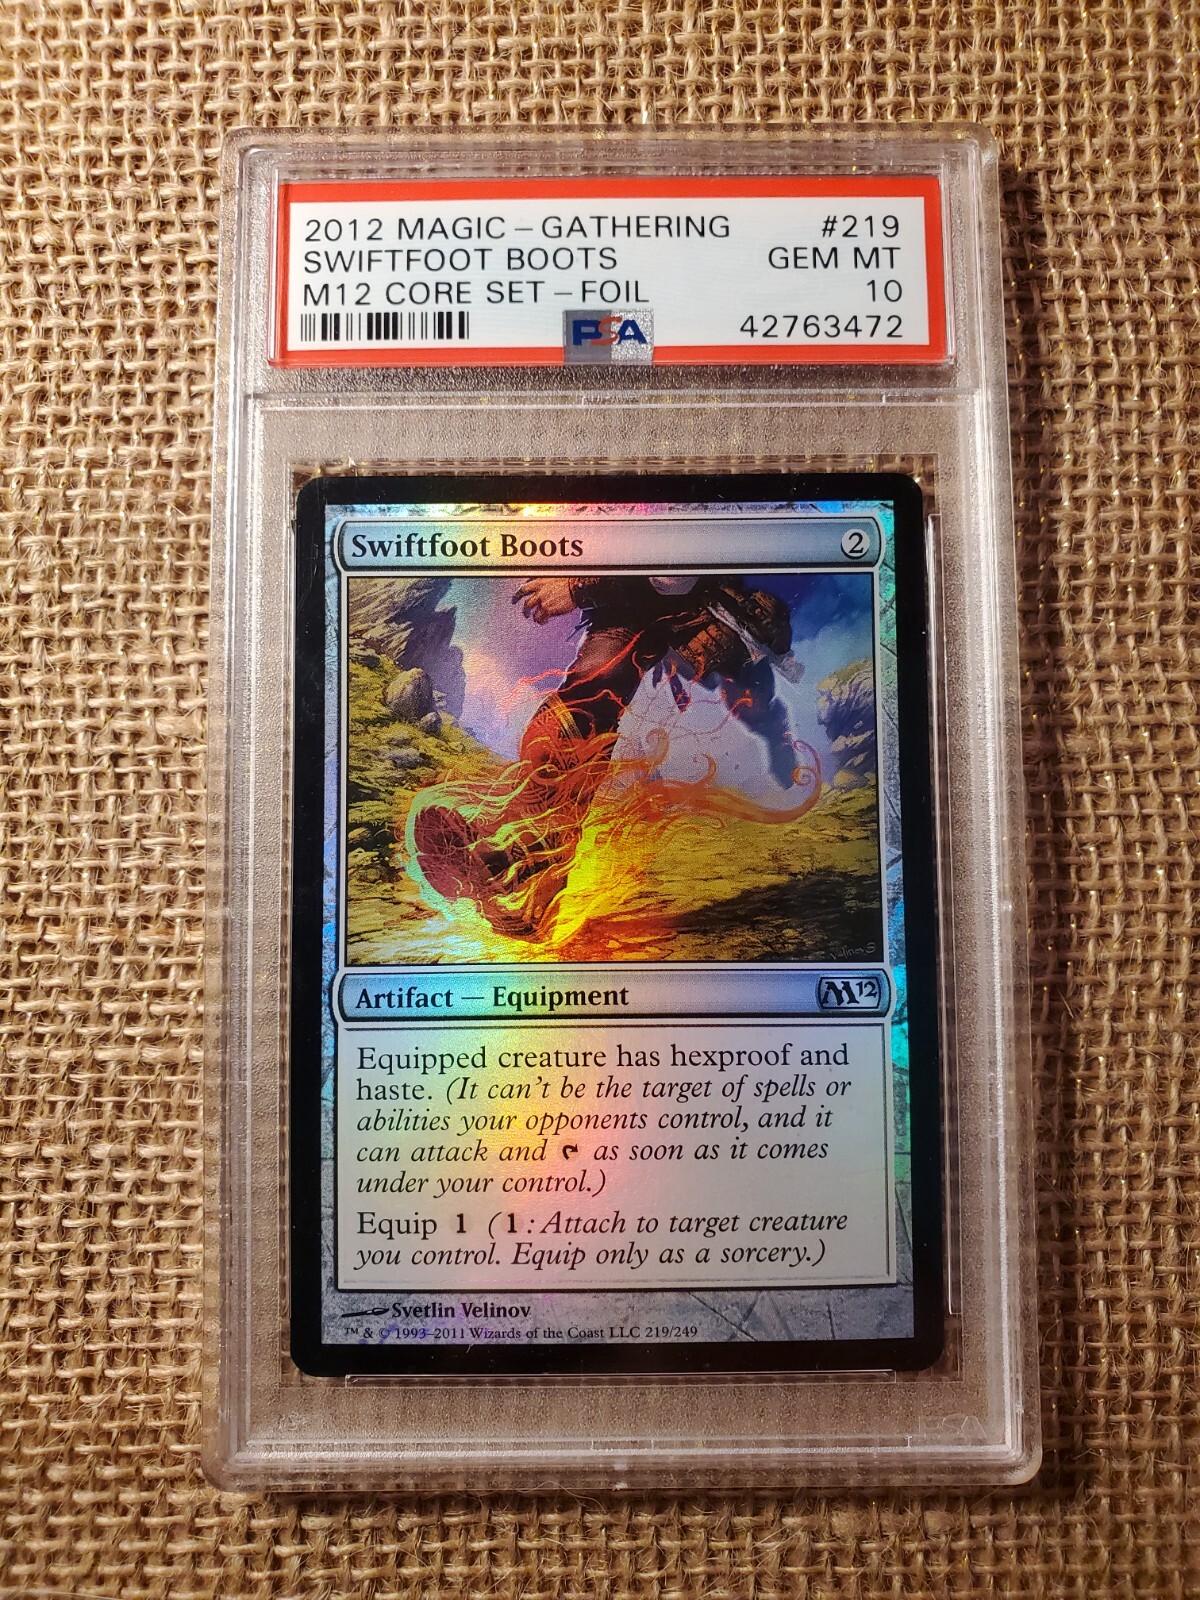 2012 MAGIC – GATHERING #219
SWIFTFOOT BOOTS GEM MT
M12 CORE SET – FOIL 10
PSA 42763472
Swiftfoot Boots 2
Artifact — Equipment M12
Equipped creature has hexproof and
haste. (It can't be the target of spells or
abilities your opponents control, and it
can attack and as soon as it comes
under your control.)
Equip 1 (1: Attach to target creature
you control. Equip only as a sorcery.)
Svetlin Velinov
™ & © 1993–2011 Wizards of the Coast LLC 219/249
PSA